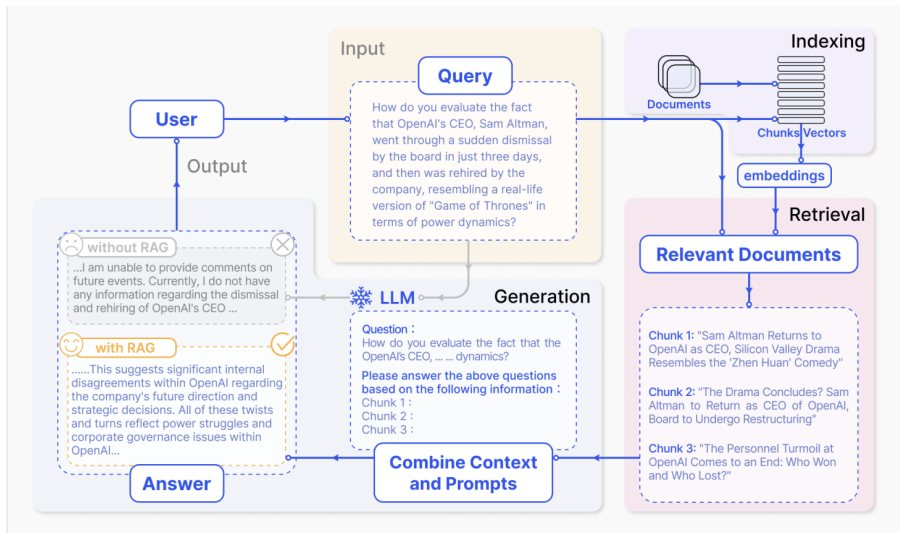 Input
Query
How do you evaluate the fact
that OpenAI's CEO, Sam Altman,
went through a sudden dismissal
by the board in just three days,
and then was rehired by the
company, resembling a real-life
version of "Game of Thrones" in
terms of power dynamics?
Indexing
Documents
Chunks Vectors
embeddings
User
Output
Retrieval
Relevant Documents
Chunk 1: "Sam Altman Returns to
OpenAI as CEO, Silicon Valley Drama
Resembles the 'Zhen Huan' Comedy"
Chunk 2: "The Drama Concludes? Sam
Altman to Return as CEO of OpenAI,
Board to Undergo Restructuring"
Chunk 3: "The Personnel Turmoil at
OpenAI Comes to an End: Who Won
and Who Lost?"
without RAG
...I am unable to provide comments on
future events. Currently, I do not have
any information regarding the dismissal
and rehiring of OpenAI's CEO ...
with RAG
......This suggests significant internal
disagreements within OpenAI regarding
the company's future direction and
strategic decisions. All of these twists
and turns reflect power struggles and
corporate governance issues within
OpenAI...
Answer
LLM
Generation
Question :
How do you evaluate the fact that the
OpenAI's CEO, ... ... dynamics?
Please answer the above questions
based on the following information :
Chunk 1 :
Chunk 2 :
Chunk 3 :
Combine Context
and Prompts